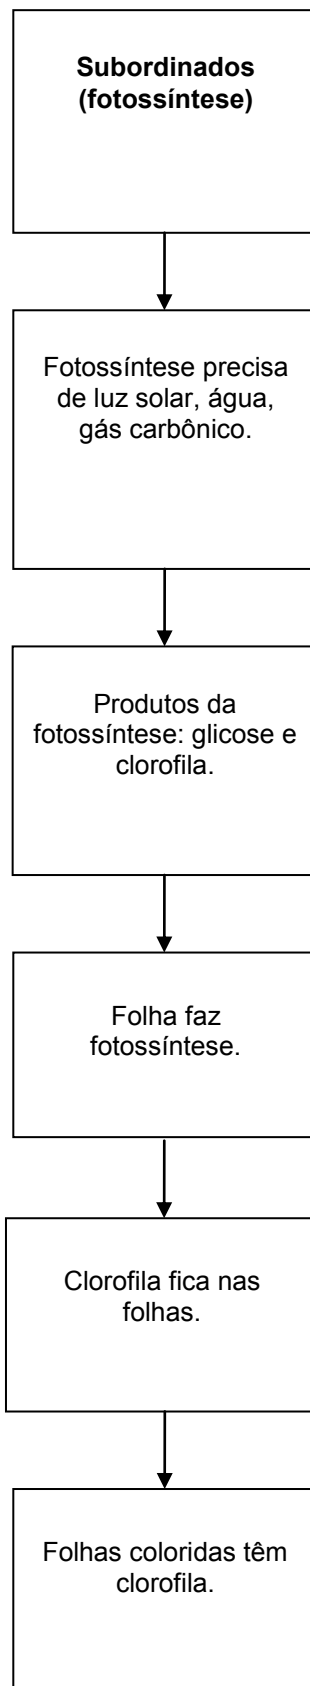 Subordinados
(fotossíntese)
Fotossíntese precisa
de luz solar, água,
gás carbônico.
Produtos da
fotossíntese: glicose e
clorofila.
Folha faz
fotossíntese.
Clorofila fica nas
folhas.
Folhas coloridas têm
clorofila.